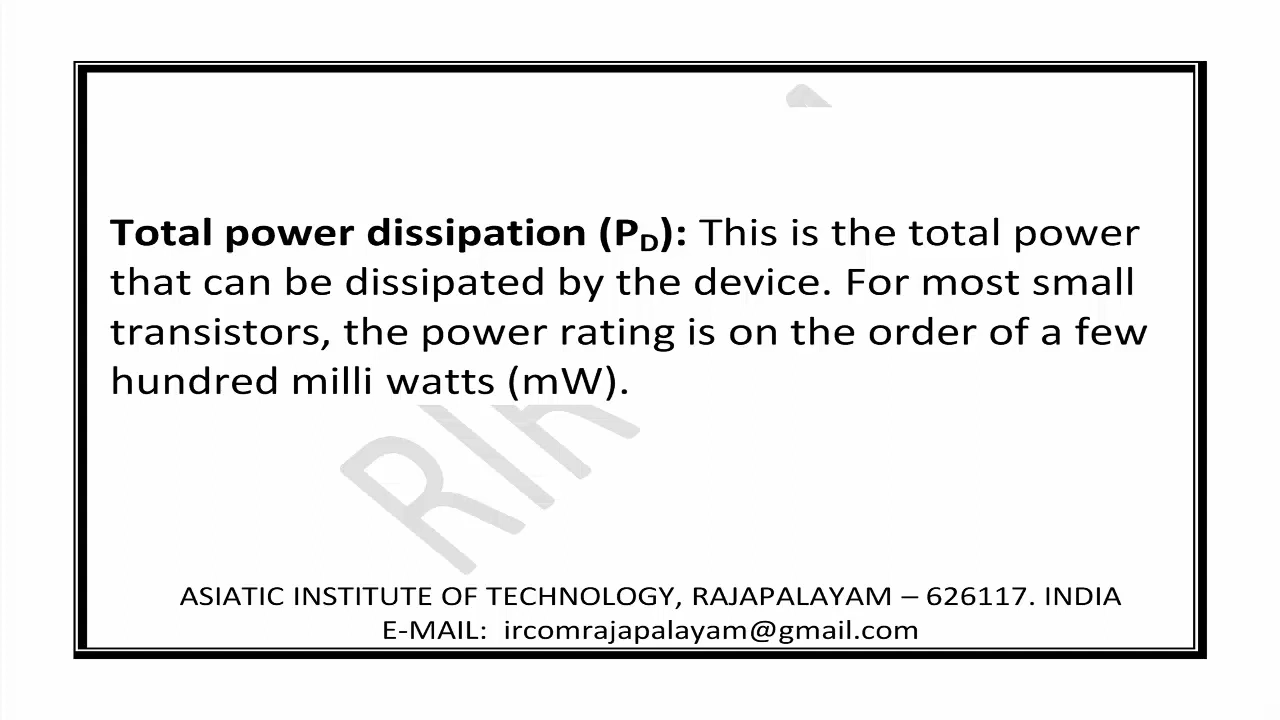 Total power dissipation (PD): This is the total power
that can be dissipated by the device. For most small
transistors, the power rating is on the order of a few
hundred milli watts (mW).
ASIATIC INSTITUTE OF TECHNOLOGY, RAJAPALAYAM – 626117. INDIA
E-MAIL: ircomrajapalayam@gmail.com